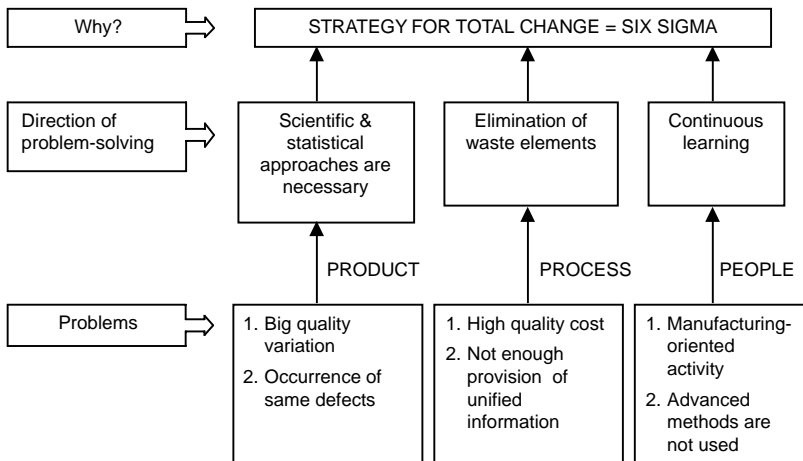 Why?
STRATEGY FOR TOTAL CHANGE = SIX SIGMA
Direction of
problem-solving
Scientific &
statistical
approaches are
necessary
Elimination of
waste elements
Continuous
learning
PRODUCT
PROCESS
PEOPLE
Problems
1. Big quality
variation
2. Occurrence of
same defects
1. High quality cost
2. Not enough
provision of
unified
information
1. Manufacturing-
oriented
activity
2. Advanced
methods are
not used